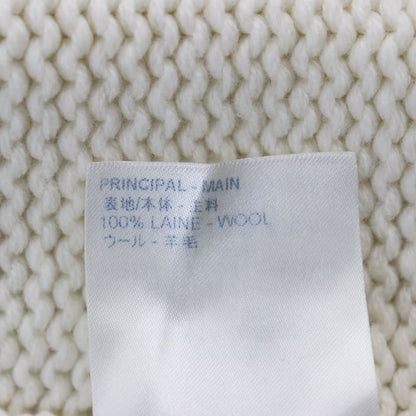 PRINCIPAL - MAIN
表地/本体 - 主料
100% LAINE - WOOL
ウール - 羊毛